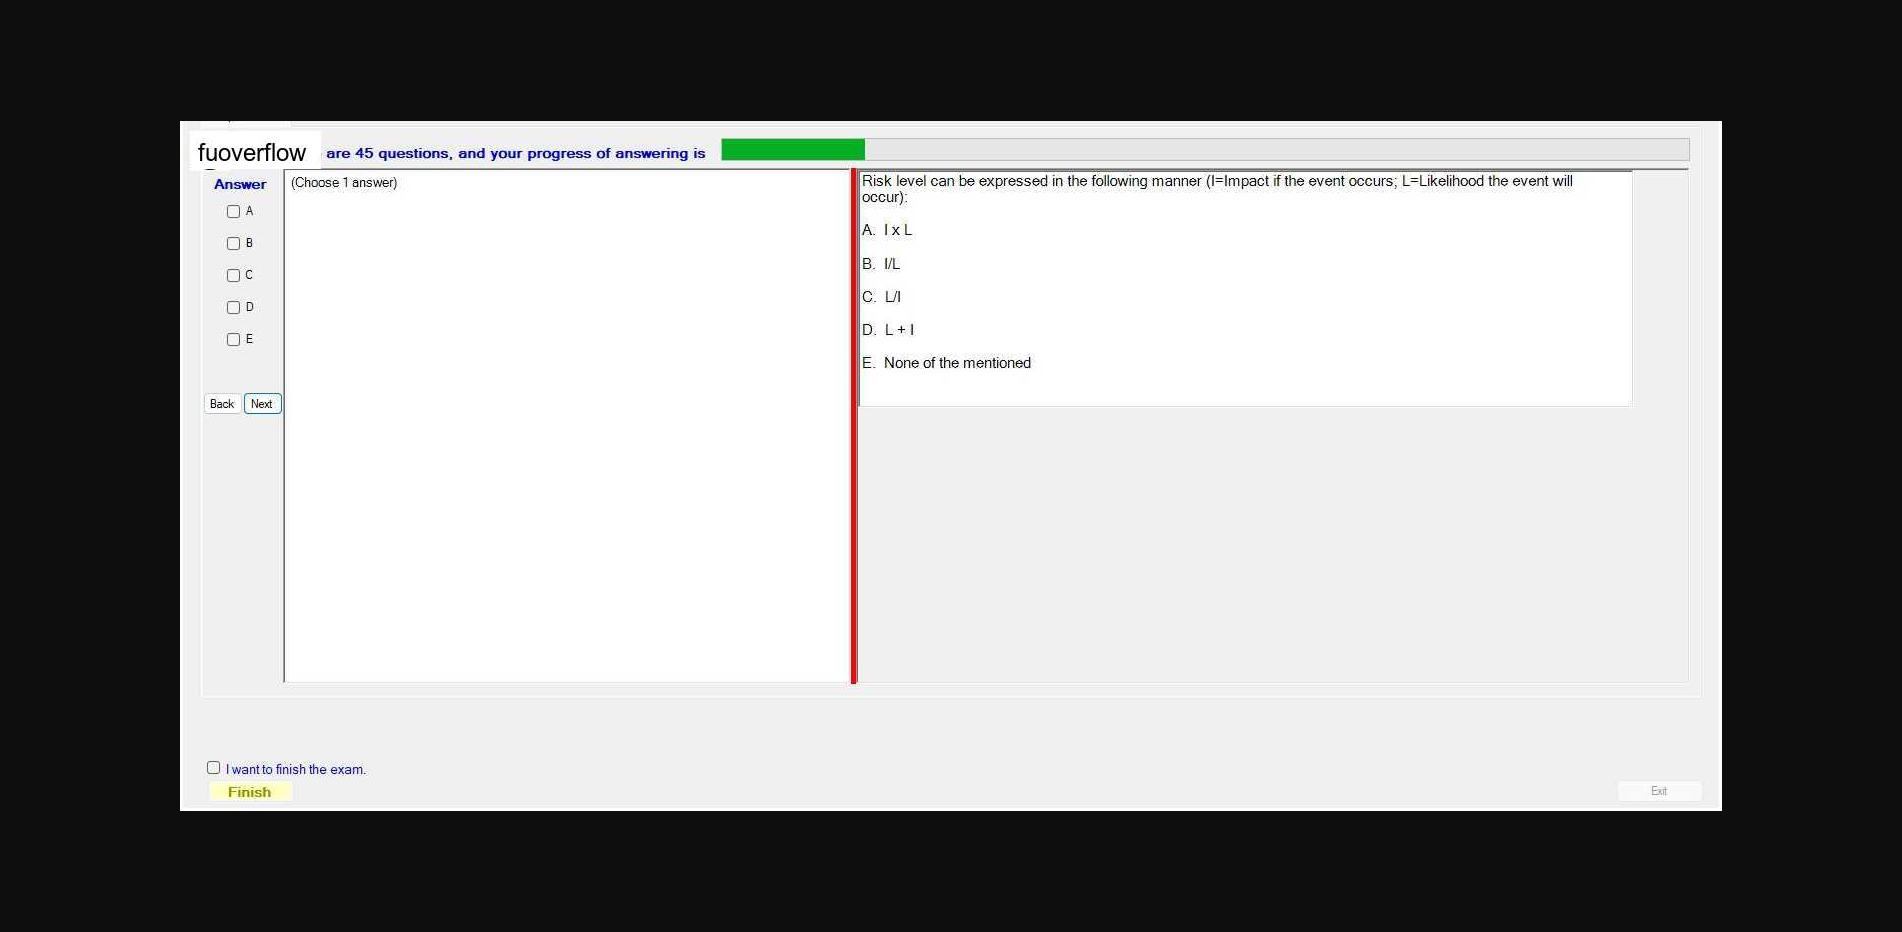 fuoverflow are 45 questions, and your progress of answering is
Answer
(Choose 1 answer)
A
B
C
D
E
Back Next
Risk level can be expressed in the following manner (I=Impact if the event occurs; L=Likelihood the event will
occur):
A. I x L
B. I/L
C. L/I
D. L + I
E. None of the mentioned
I want to finish the exam.
Finish
Exit